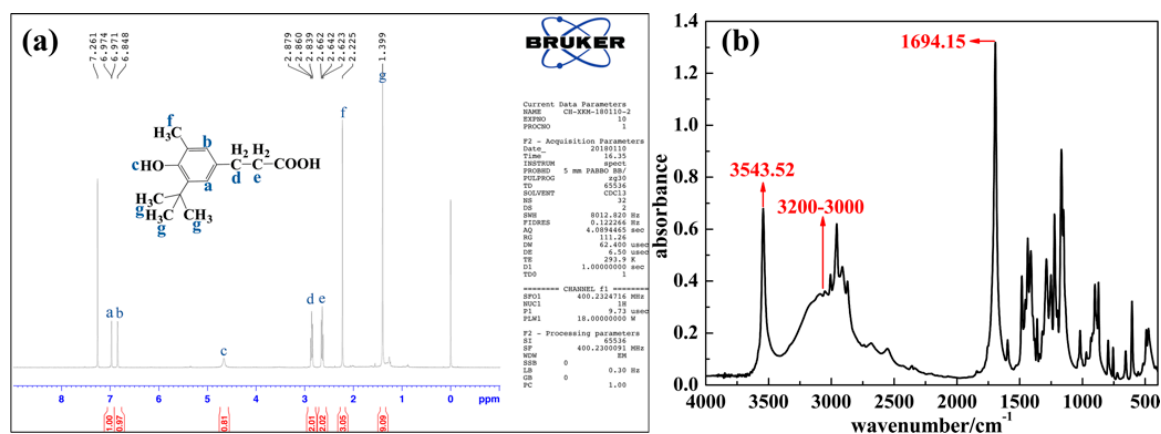 (a)
7.261
6.974
6.971
6.848
2.879
2.860
2.839
2.662
2.642
2.623
2.225
1.399
BRUKER
g
f
f
H3C
b
H2 H2
cHO
C—C—COOH
d e
a
H3C
g
H3C
CH3
g
g
a b
c
d e
8 7 6 5 4 3 2 1 0 ppm
1.00
0.97
0.81
2.01
2.02
3.05
9.09
Current Data Parameters
NAME CH-XKM-180110-2
EXPNO 10
PROCNO 1
F2 - Acquisition Parameters
Date_ 20180110
Time 16.35
INSTRUM spect
PROBHD 5 mm PABBO BB/
PULPROG zg30
TD 65536
SOLVENT CDCl3
NS 32
DS 2
SWH 8012.820 Hz
FIDRES 0.122266 Hz
AQ 4.0894465 sec
RG 111.26
DW 62.400 usec
DE 6.50 usec
TE 293.9 K
D1 1.00000000 sec
TD0 1
======== CHANNEL f1 ========
SFO1 400.2324716 MHz
NUC1 1H
P1 9.73 usec
PLW1 18.00000000 W
F2 - Processing parameters
SI 65536
SF 400.2300091 MHz
WDW EM
SSB 0
LB 0.30 Hz
GB 0
PC 1.00
(b)
1694.15
3543.52
3200-3000
absorbance
1.4
1.2
1.0
0.8
0.6
0.4
0.2
0.0
4000 3500 3000 2500 2000 1500 1000 500
wavenumber/cm-1